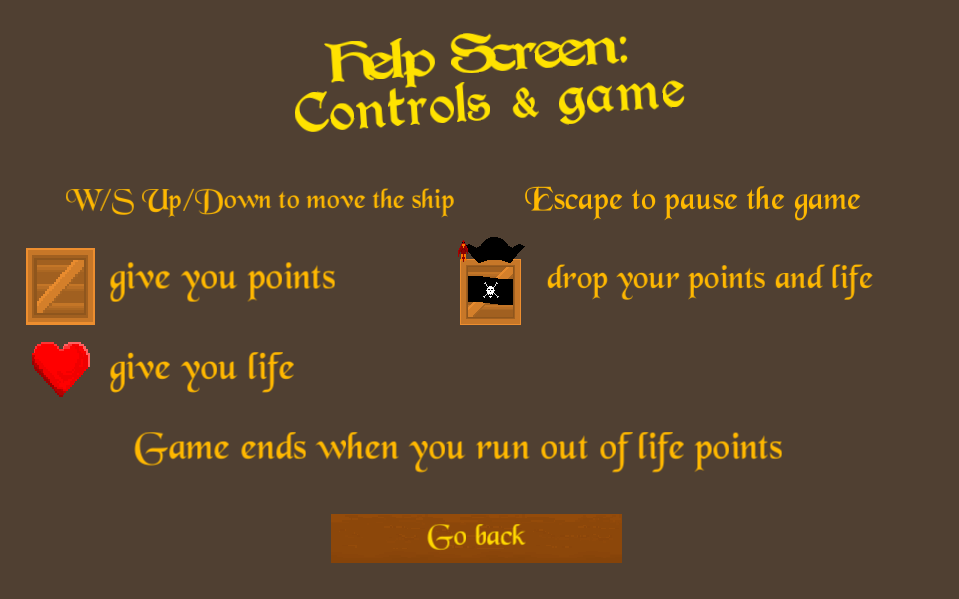 Help Screen:
Controls & game
W/S Up/Down to move the ship
Escape to pause the game
give you points
drop your points and life
give you life
Game ends when you run out of life points
Go back